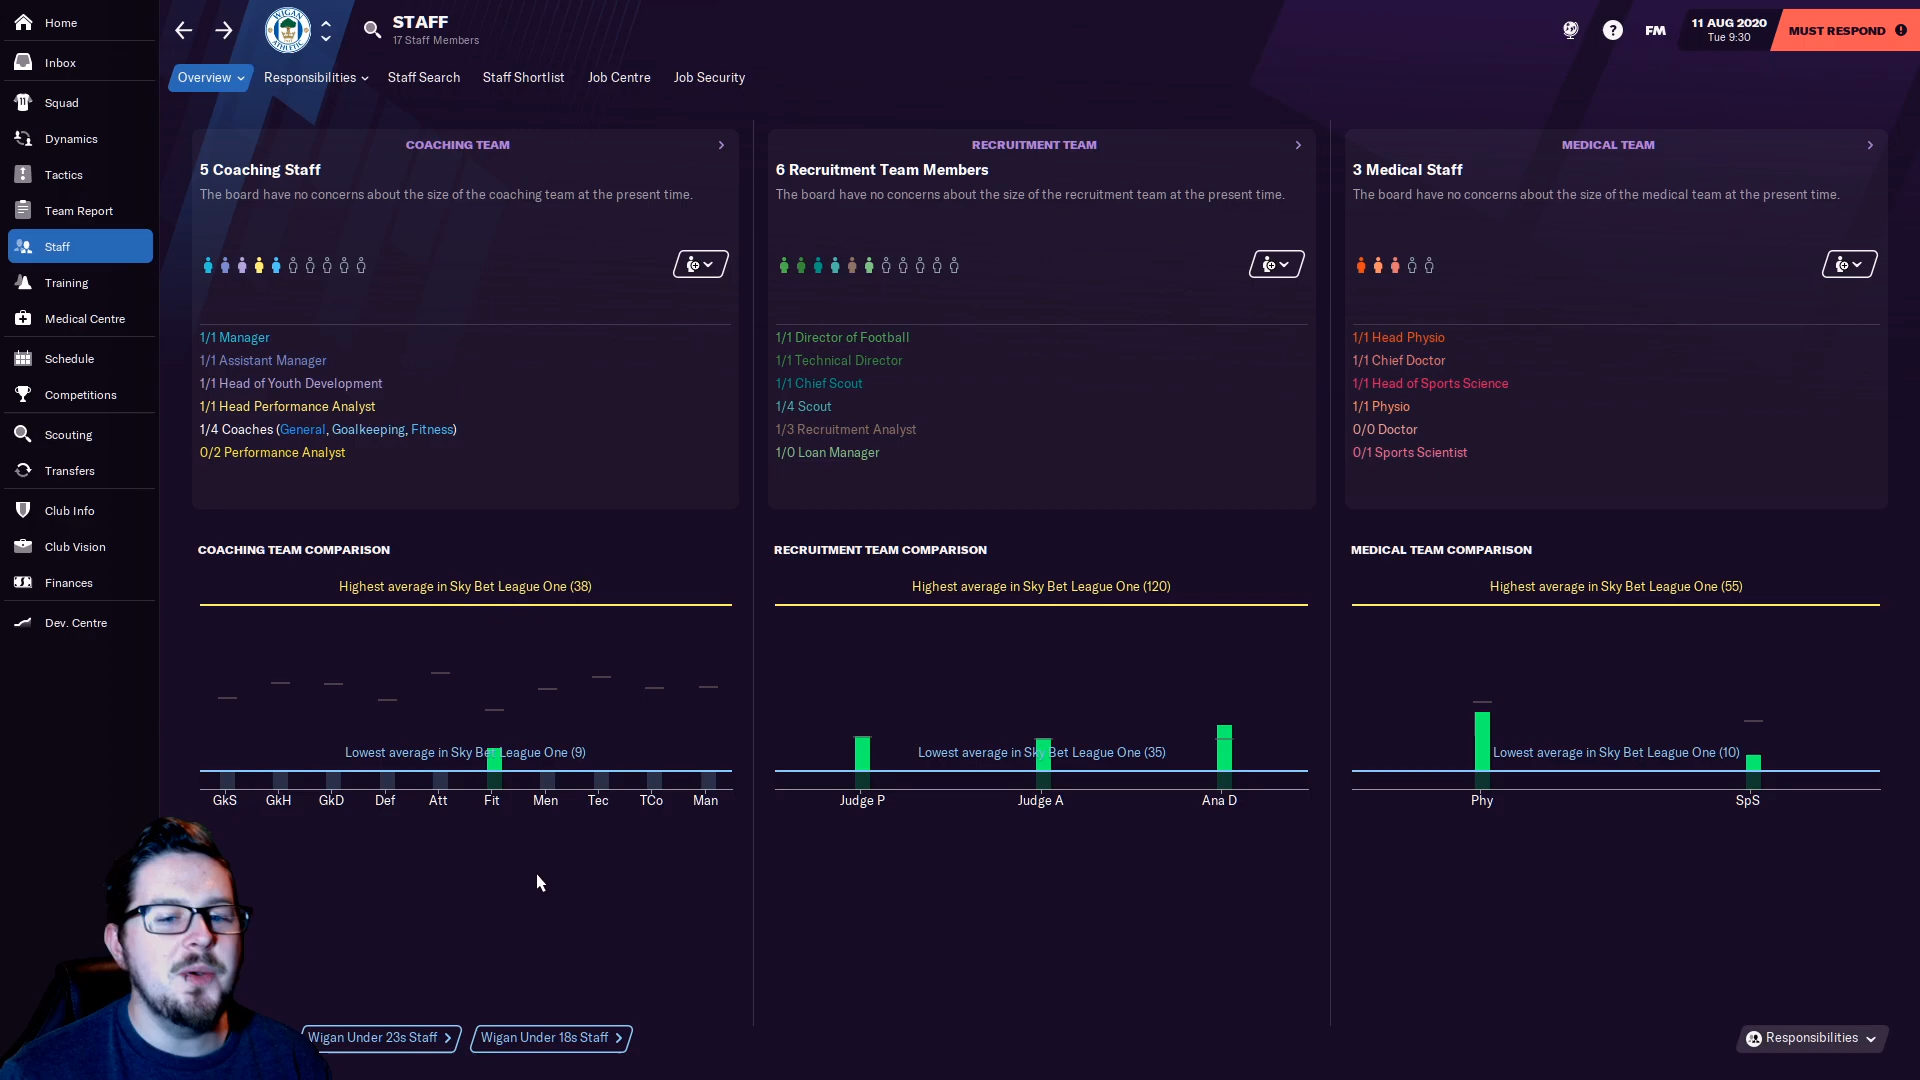 Home
Inbox
Squad
Dynamics
Tactics
Team Report
Staff
Training
Medical Centre
Schedule
Competitions
Scouting
Transfers
Club Info
Club Vision
Finances
Dev. Centre
WIGAN
ATHLETIC
STAFF
17 Staff Members
FM
11 AUG 2020
Tue 9:30
MUST RESPOND
Overview
Responsibilities
Staff Search
Staff Shortlist
Job Centre
Job Security
COACHING TEAM
5 Coaching Staff
The board have no concerns about the size of the coaching team at the present time.
1/1 Manager
1/1 Assistant Manager
1/1 Head of Youth Development
1/1 Head Performance Analyst
1/4 Coaches (General, Goalkeeping, Fitness)
0/2 Performance Analyst
RECRUITMENT TEAM
6 Recruitment Team Members
The board have no concerns about the size of the recruitment team at the present time.
1/1 Director of Football
1/1 Technical Director
1/1 Chief Scout
1/4 Scout
1/3 Recruitment Analyst
1/0 Loan Manager
MEDICAL TEAM
3 Medical Staff
The board have no concerns about the size of the medical team at the present time.
1/1 Head Physio
1/1 Chief Doctor
1/1 Head of Sports Science
1/1 Physio
0/0 Doctor
0/1 Sports Scientist
COACHING TEAM COMPARISON
Highest average in Sky Bet League One (38)
Lowest average in Sky Bet League One (9)
GkS GkH GkD Def Att Fit Men Tec TCo Man
RECRUITMENT TEAM COMPARISON
Highest average in Sky Bet League One (120)
Lowest average in Sky Bet League One (35)
Judge P Judge A Ana D
MEDICAL TEAM COMPARISON
Highest average in Sky Bet League One (55)
Lowest average in Sky Bet League One (10)
Phy SpS
Wigan Under 23s Staff
Wigan Under 18s Staff
Responsibilities